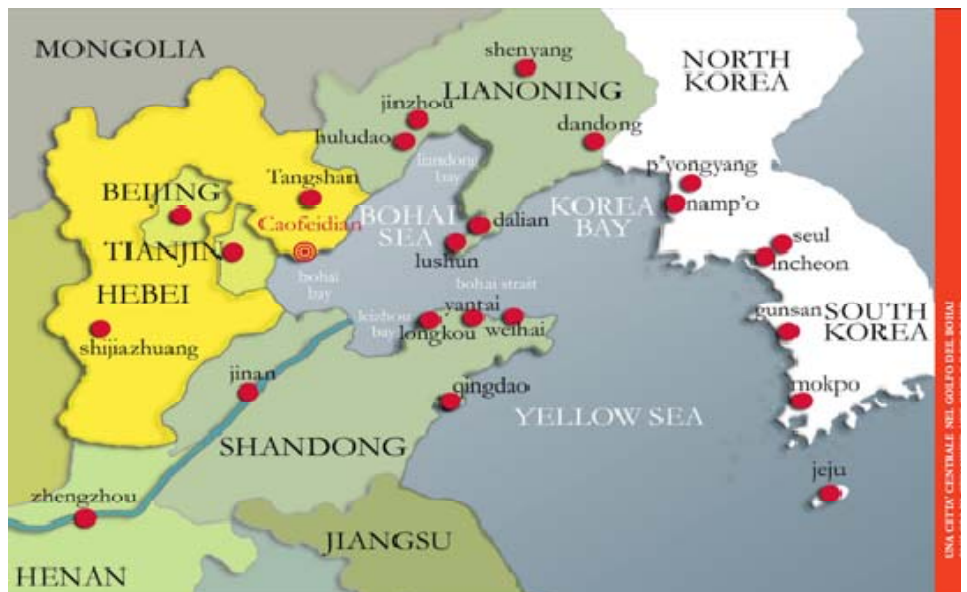 MONGOLIA
shenyang
NORTH
KOREA
LIANONING
jinzhou
huludao
dandong
liaodong
bay
p'yongyang
Tangshan
BEIJING
namp'o
Caofeidian
BOHAI
SEA
KOREA
BAY
dalian
seul
TIANJIN
lushun
incheon
bohai
bay
bohai strait
HEBEI
yantai
leizhou
bay
longkou
weihai
gunsan
SOUTH
KOREA
shijiazhuang
jinan
qingdao
mokpo
YELLOW SEA
SHANDONG
jeju
zhengzhou
JIANGSU
HENAN
UNA CITTA' CENTRALE NEL GOLFO DEL BOHAI